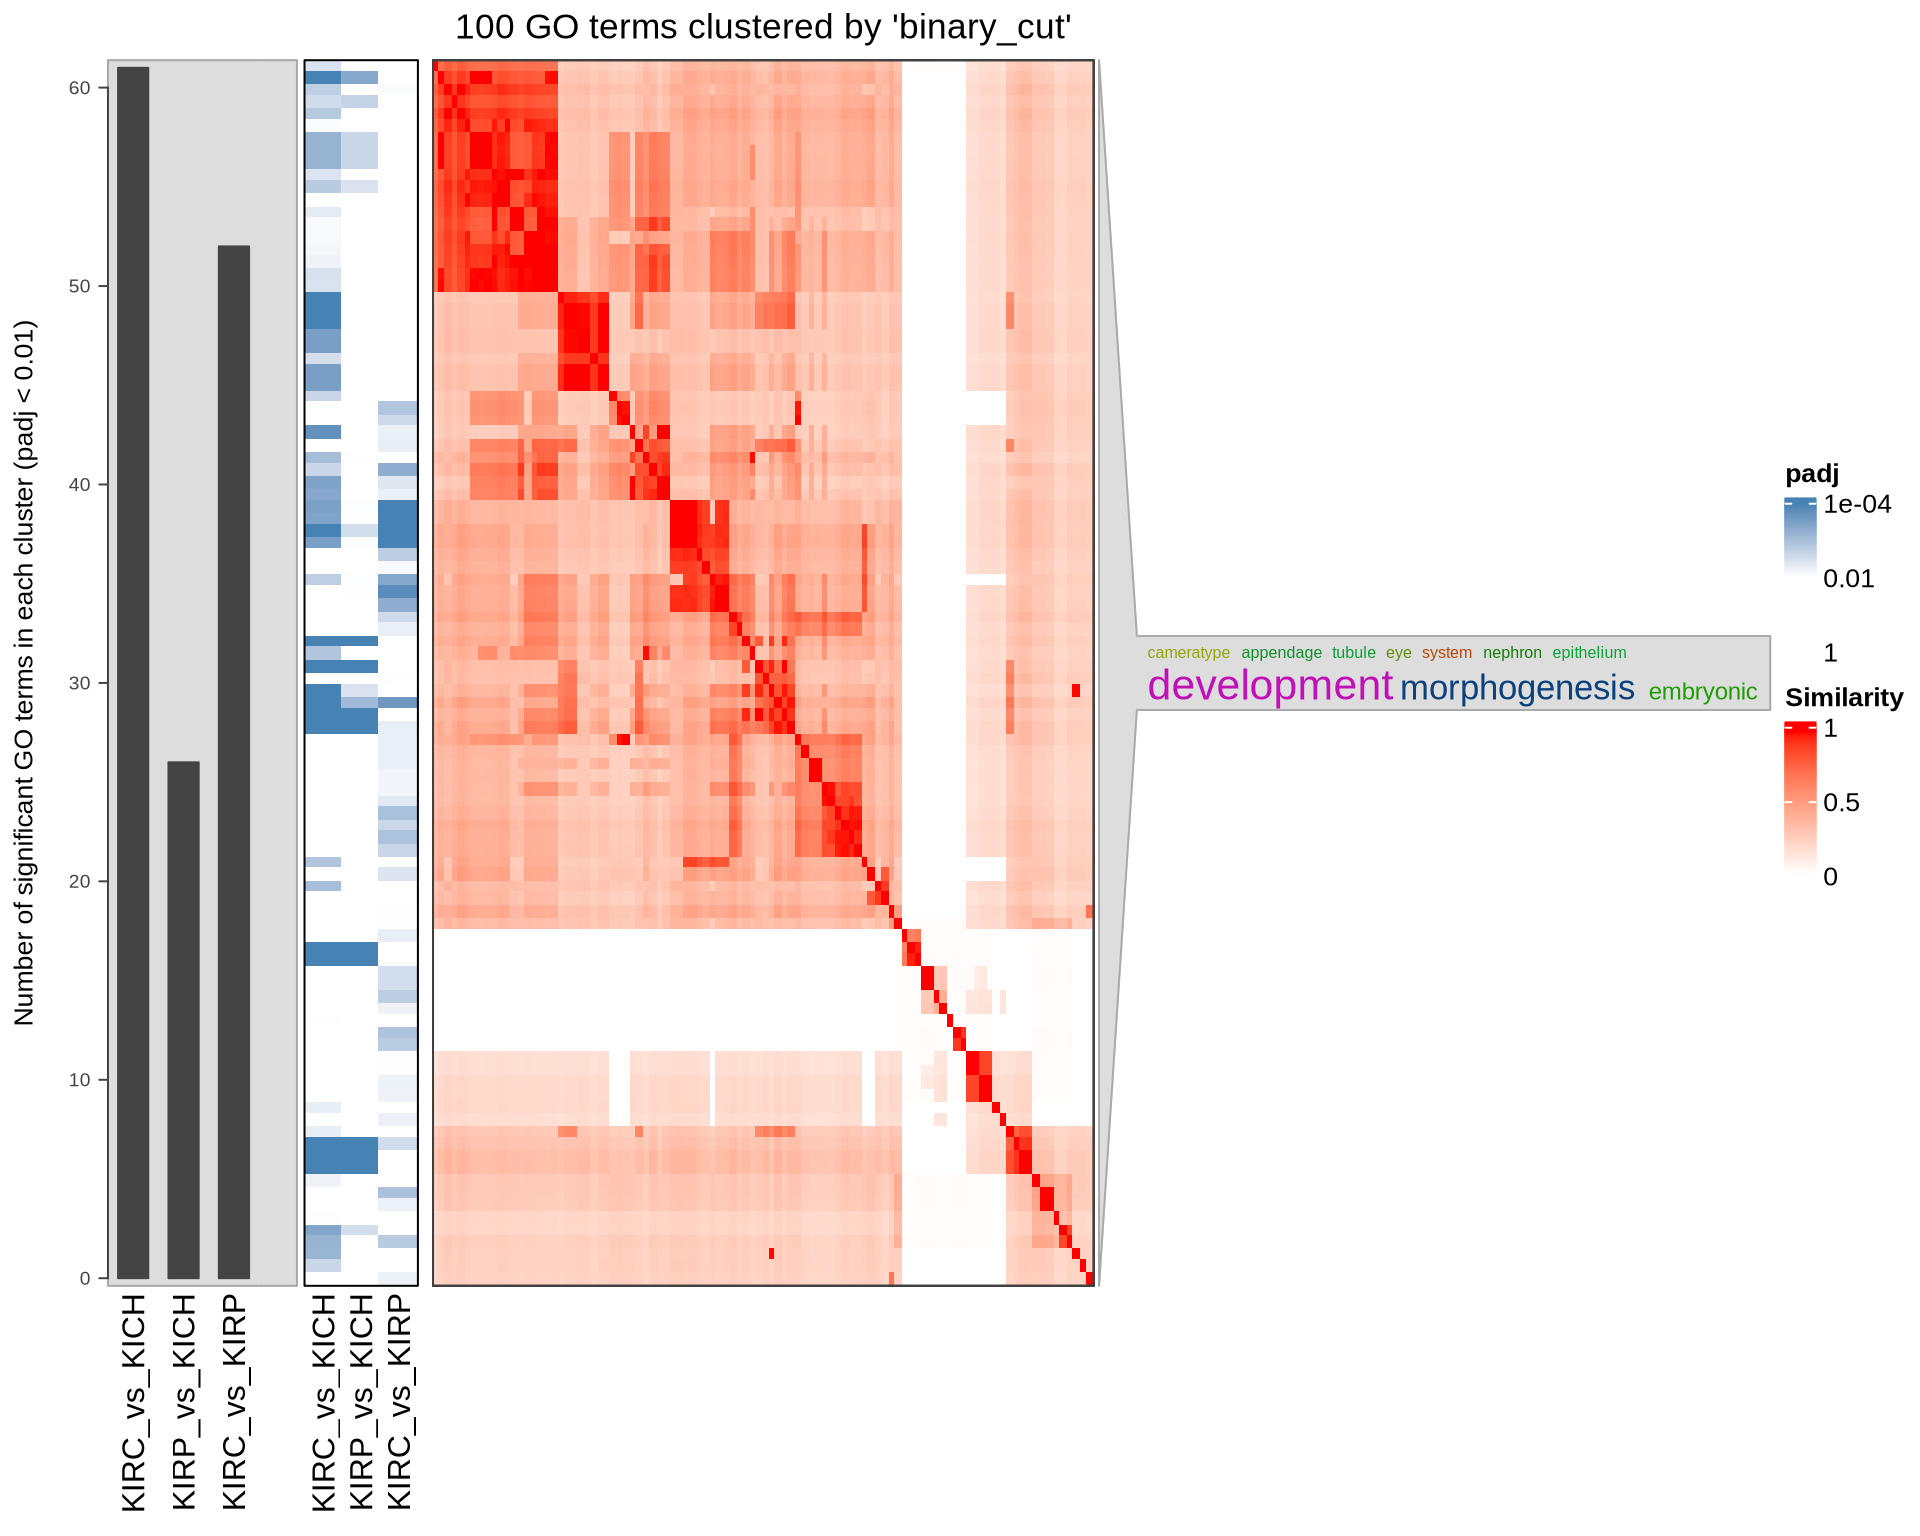 100 GO terms clustered by 'binary_cut'
Number of significant GO terms in each cluster (padj < 0.01)
60
50
40
30
20
10
0
KIRC_vs_KICH
KIRP_vs_KICH
KIRC_vs_KIRP
KIRC_vs_KICH
KIRP_vs_KICH
KIRC_vs_KIRP
cameratype appendage tubule eye system nephron epithelium
development morphogenesis embryonic
padj
1e-04
0.01
1
Similarity
1
0.5
0